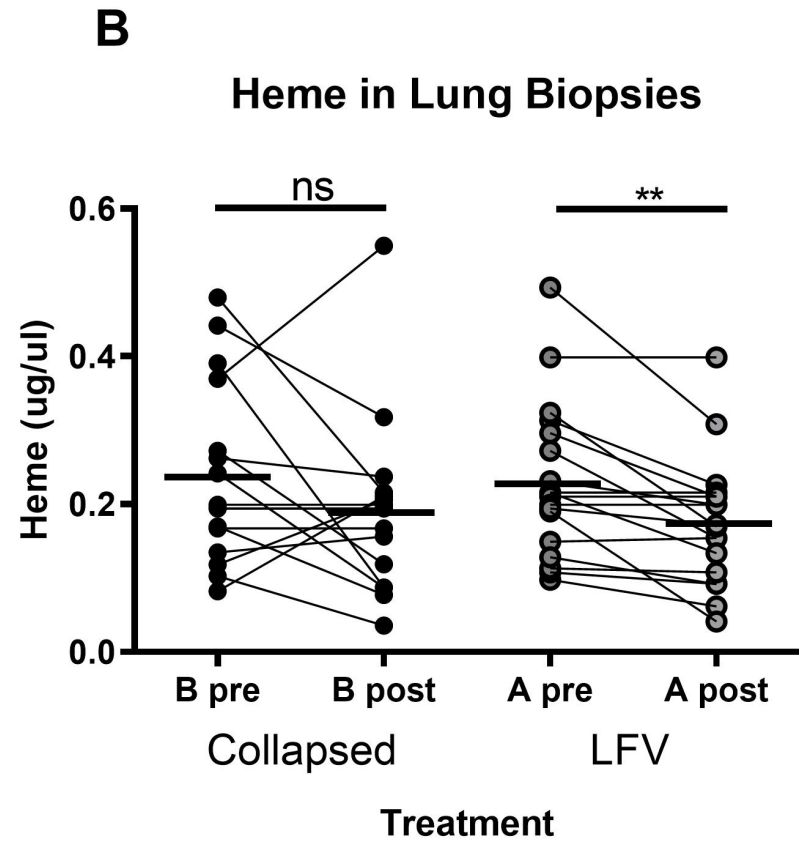 B
Heme in Lung Biopsies
ns
**
0.6
0.4
0.2
0.0
Heme (ug/ul)
B pre
B post
A pre
A post
Collapsed
LFV
Treatment